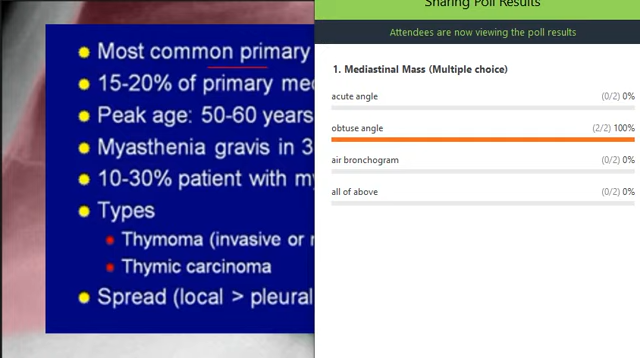 Most common primary
15-20% of primary
Peak age: 50-60 years
Myasthenia gravis in
10-30% patient with
Types
Thymoma (invasive or
Thymic carcinoma
Spread (local > pleural
Sharing Poll Results
Attendees are now viewing the poll results
1. Mediastinal Mass (Multiple choice)
acute angle (0/2) 0%
obtuse angle (2/2) 100%
air bronchogram (0/2) 0%
all of above (0/2) 0%